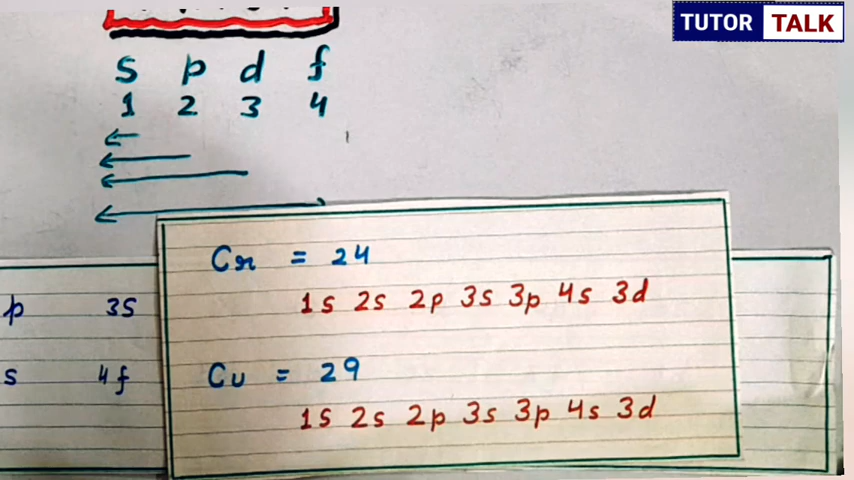 TUTOR TALK
s p d f
1 2 3 4
Cr = 24
1s 2s 2p 3s 3p 4s 3d
p 3s
s 4f
Cu = 29
1s 2s 2p 3s 3p 4s 3d